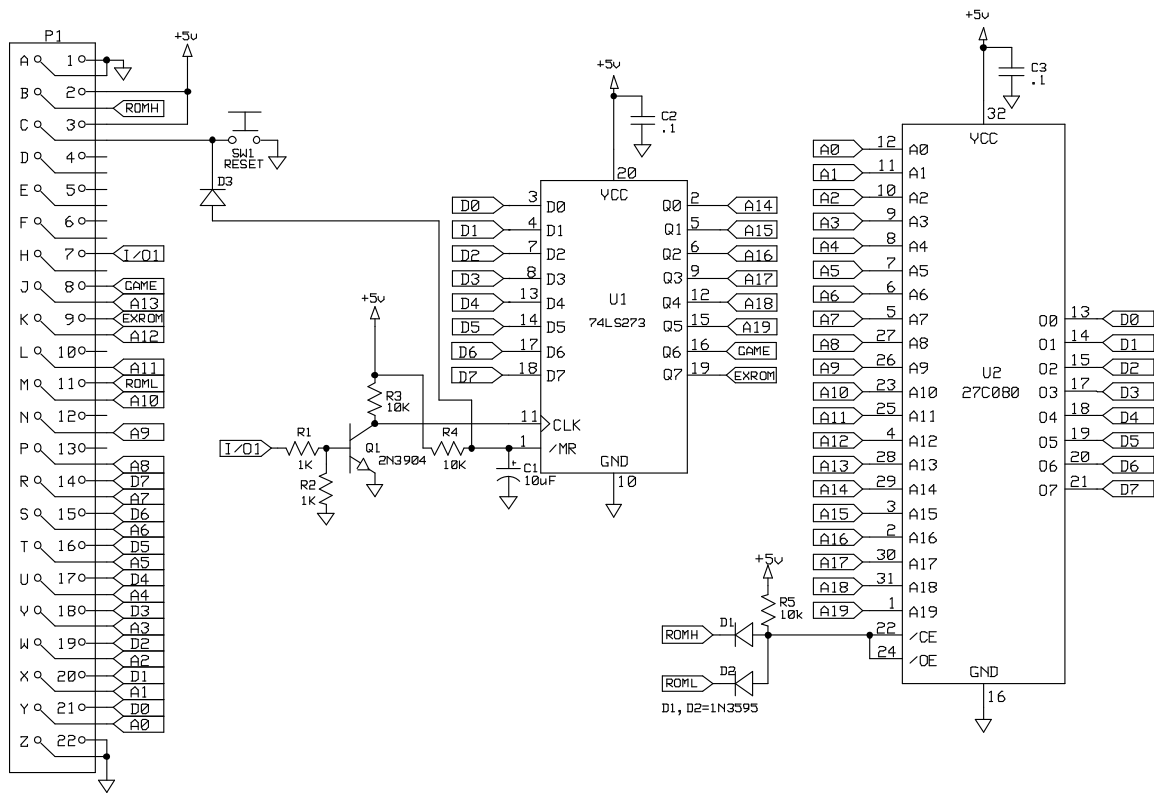 P1
A 1
B 2
ROMH
C 3
D 4
E 5
F 6
H 7 I/O1
J 8 GAME
A13
K 9 EXROM
A12
L 10
A11
M 11 ROML
A10
N 12
A9
P 13
A8
R 14 D7
A7
S 15 D6
A6
T 16 D5
A5
U 17 D4
A4
V 18 D3
A3
W 19 D2
A2
X 20 D1
A1
Y 21 D0
A0
Z 22
+5v
SW1
RESET
D3
+5v
R3
10K
I/O1
R1
1K
R2
1K
Q1
2N3904
R4
10K
C1
+
10uF
+5v
C2
.1
20
VCC
D0 3 D0 Q0 2 A14
D1 4 D1 Q1 5 A15
D2 7 D2 Q2 6 A16
D3 8 D3 Q3 9 A17
D4 13 D4 Q4 12 A18
D5 14 D5 Q5 15 A19
D6 17 D6 Q6 16 GAME
D7 18 D7 Q7 19 EXROM
U1
74LS273
11 CLK
1 /MR
GND
10
+5v
C3
.1
32
VCC
A0 12 A0
A1 11 A1
A2 10 A2
A3 9 A3
A4 8 A4
A5 7 A5
A6 6 A6
A7 5 A7
A8 27 A8
A9 26 A9
A10 23 A10
A11 25 A11
A12 4 A12
A13 28 A13
A14 29 A14
A15 3 A15
A16 2 A16
A17 30 A17
A18 31 A18
A19 1 A19
22 /CE
24 /OE
U2
27C080
O0 13 D0
O1 14 D1
O2 15 D2
O3 17 D3
O4 18 D4
O5 19 D5
O6 20 D6
O7 21 D7
GND
16
+5v
R5
10k
ROMH
D1
ROML
D2
D1, D2=1N3595